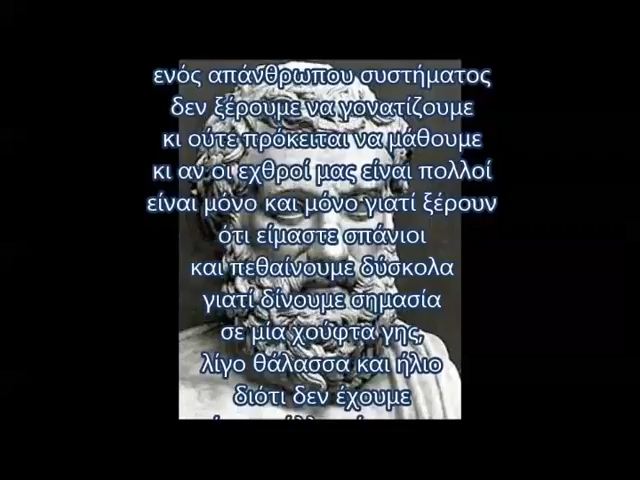 ενός απάνθρωπου συστήματος
δεν ξέρουμε να γονατίζουμε
κι ούτε πρόκειται να μάθουμε
κι αν οι εχθροί μας είναι πολλοί
είναι μόνο και μόνο γιατί ξέρουν
ότι είμαστε σπάνιοι
και πεθαίνουμε δύσκολα
γιατί δίνουμε σημασία
σε μία χούφτα γης,
λίγο θάλασσα και ήλιο
διότι δεν έχουμε